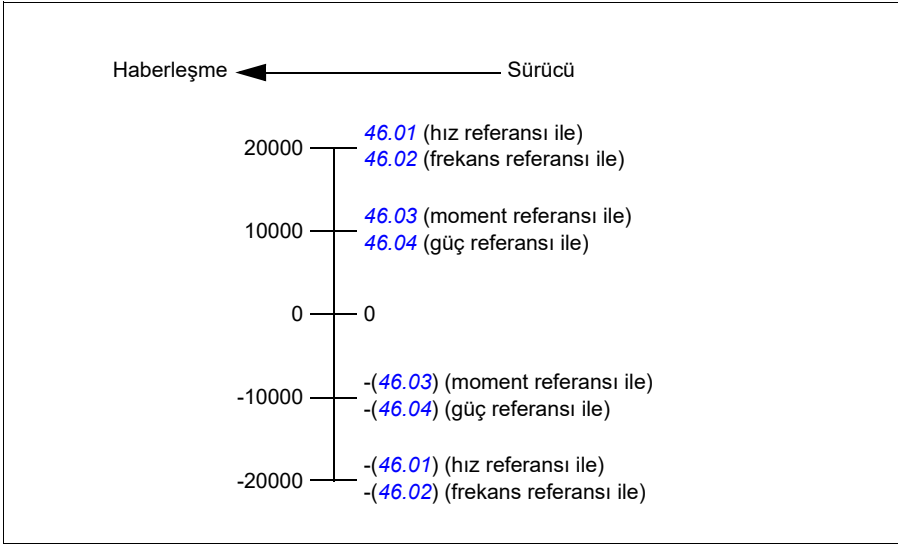 Haberleşme Sürücü
46.01 (hız referansı ile)
20000
46.02 (frekans referansı ile)
46.03 (moment referansı ile)
10000
46.04 (güç referansı ile)
0 0
-(46.03) (moment referansı ile)
-10000
-(46.04) (güç referansı ile)
-(46.01) (hız referansı ile)
-20000
-(46.02) (frekans referansı ile)